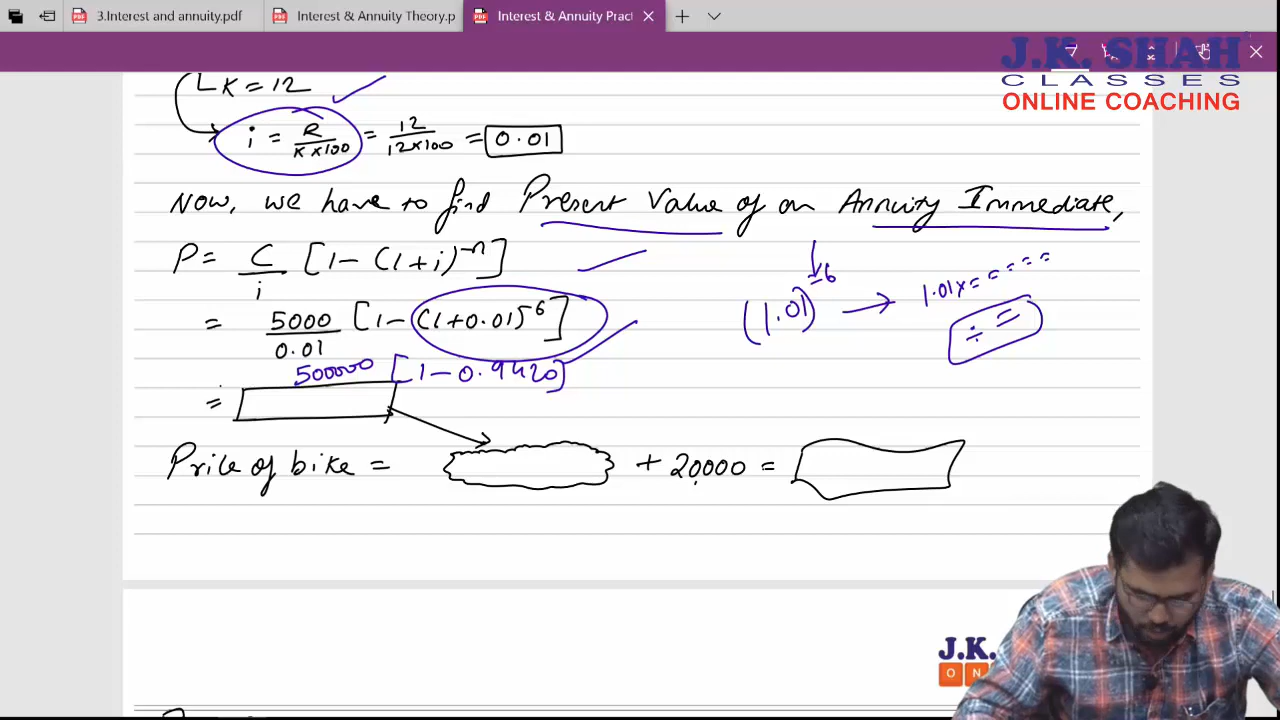 3.Interest and annuity.pdf
Interest & Annuity Theory.p
Interest & Annuity Pract
J.K. SHAH
CLASSES
ONLINE COACHING
K = 12
i = R / K×100 = 12 / 12×100 = 0.01
Now, we have to find Present Value of an Annuity Immediate,
P = C / i [1 - (1+i)^-n]
= 5000 / 0.01 [1 - (1+0.01)^-6]
(1.01)^-6 → 1.01 x = = = = = =
÷ =
500000 [1 - 0.9420]
=
Price of bike = + 20,000 =
J.K.
O N